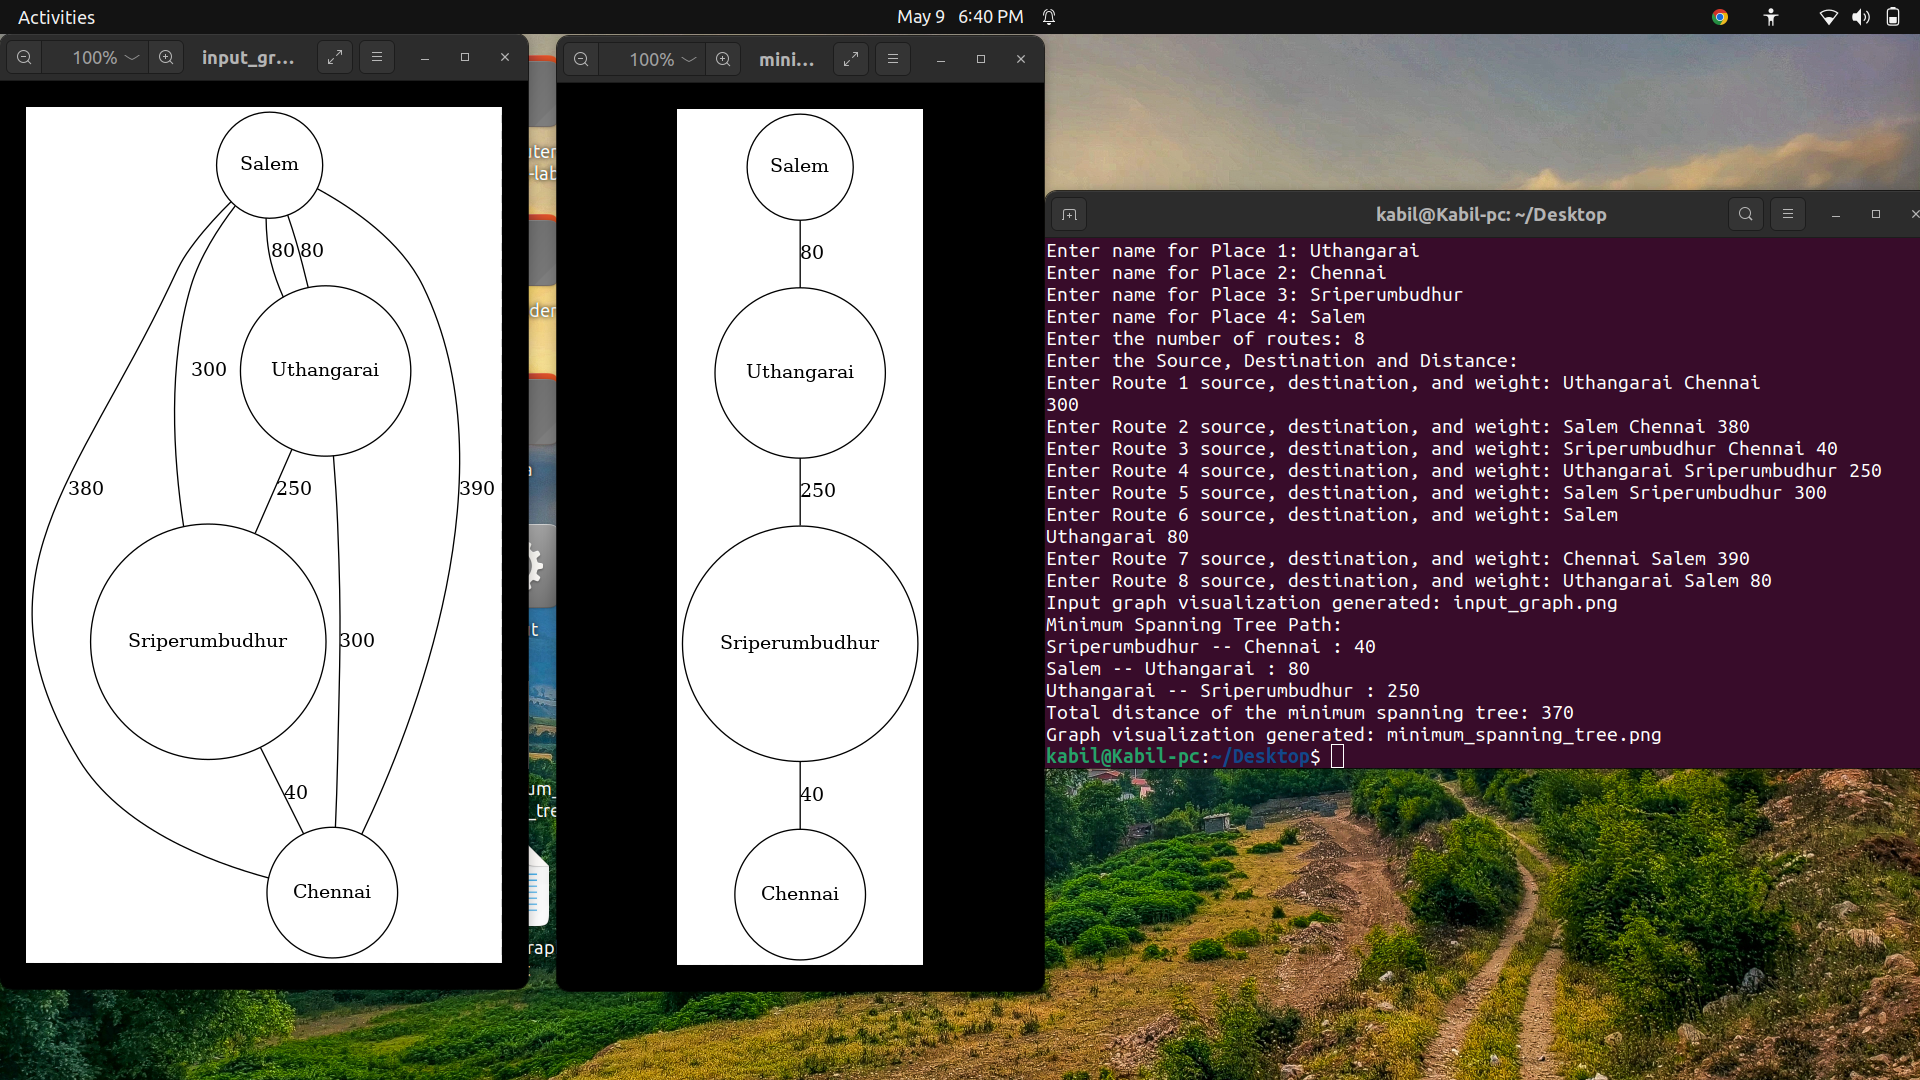 Activities
May 9 6:40 PM
100%
input_gr...
Salem
80 80
300
Uthangarai
380
250
390
Sriperumbudhur
300
40
Chennai
100%
mini...
Salem
80
Uthangarai
250
Sriperumbudhur
40
Chennai
kabil@Kabil-pc: ~/Desktop
Enter name for Place 1: Uthangarai
Enter name for Place 2: Chennai
Enter name for Place 3: Sriperumbudhur
Enter name for Place 4: Salem
Enter the number of routes: 8
Enter the Source, Destination and Distance:
Enter Route 1 source, destination, and weight: Uthangarai Chennai
300
Enter Route 2 source, destination, and weight: Salem Chennai 380
Enter Route 3 source, destination, and weight: Sriperumbudhur Chennai 40
Enter Route 4 source, destination, and weight: Uthangarai Sriperumbudhur 250
Enter Route 5 source, destination, and weight: Salem Sriperumbudhur 300
Enter Route 6 source, destination, and weight: Salem
Uthangarai 80
Enter Route 7 source, destination, and weight: Chennai Salem 390
Enter Route 8 source, destination, and weight: Uthangarai Salem 80
Input graph visualization generated: input_graph.png
Minimum Spanning Tree Path:
Sriperumbudhur -- Chennai : 40
Salem -- Uthangarai : 80
Uthangarai -- Sriperumbudhur : 250
Total distance of the minimum spanning tree: 370
Graph visualization generated: minimum_spanning_tree.png
kabil@Kabil-pc:~/Desktop$